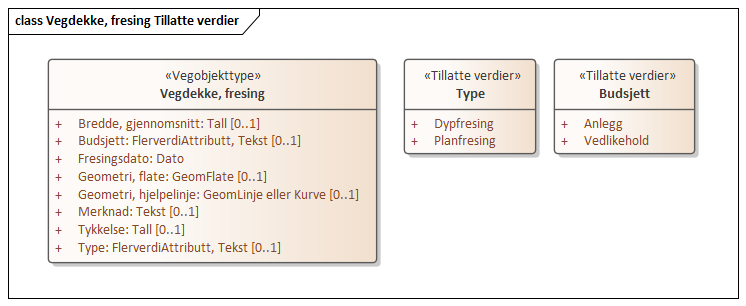 class Vegdekke, fresing Tillatte verdier
«Vegobjekttype»
Vegdekke, fresing
+ Bredde, gjennomsnitt: Tall [0..1]
+ Budsjett: FlerverdiAttributt, Tekst [0..1]
+ Fresingsdato: Dato
+ Geometri, flate: GeomFlate [0..1]
+ Geometri, hjelpelinje: GeomLinje eller Kurve [0..1]
+ Merknad: Tekst [0..1]
+ Tykkelse: Tall [0..1]
+ Type: FlerverdiAttributt, Tekst [0..1]
«Tillatte verdier»
Type
+ Dypfresing
+ Planfresing
«Tillatte verdier»
Budsjett
+ Anlegg
+ Vedlikehold